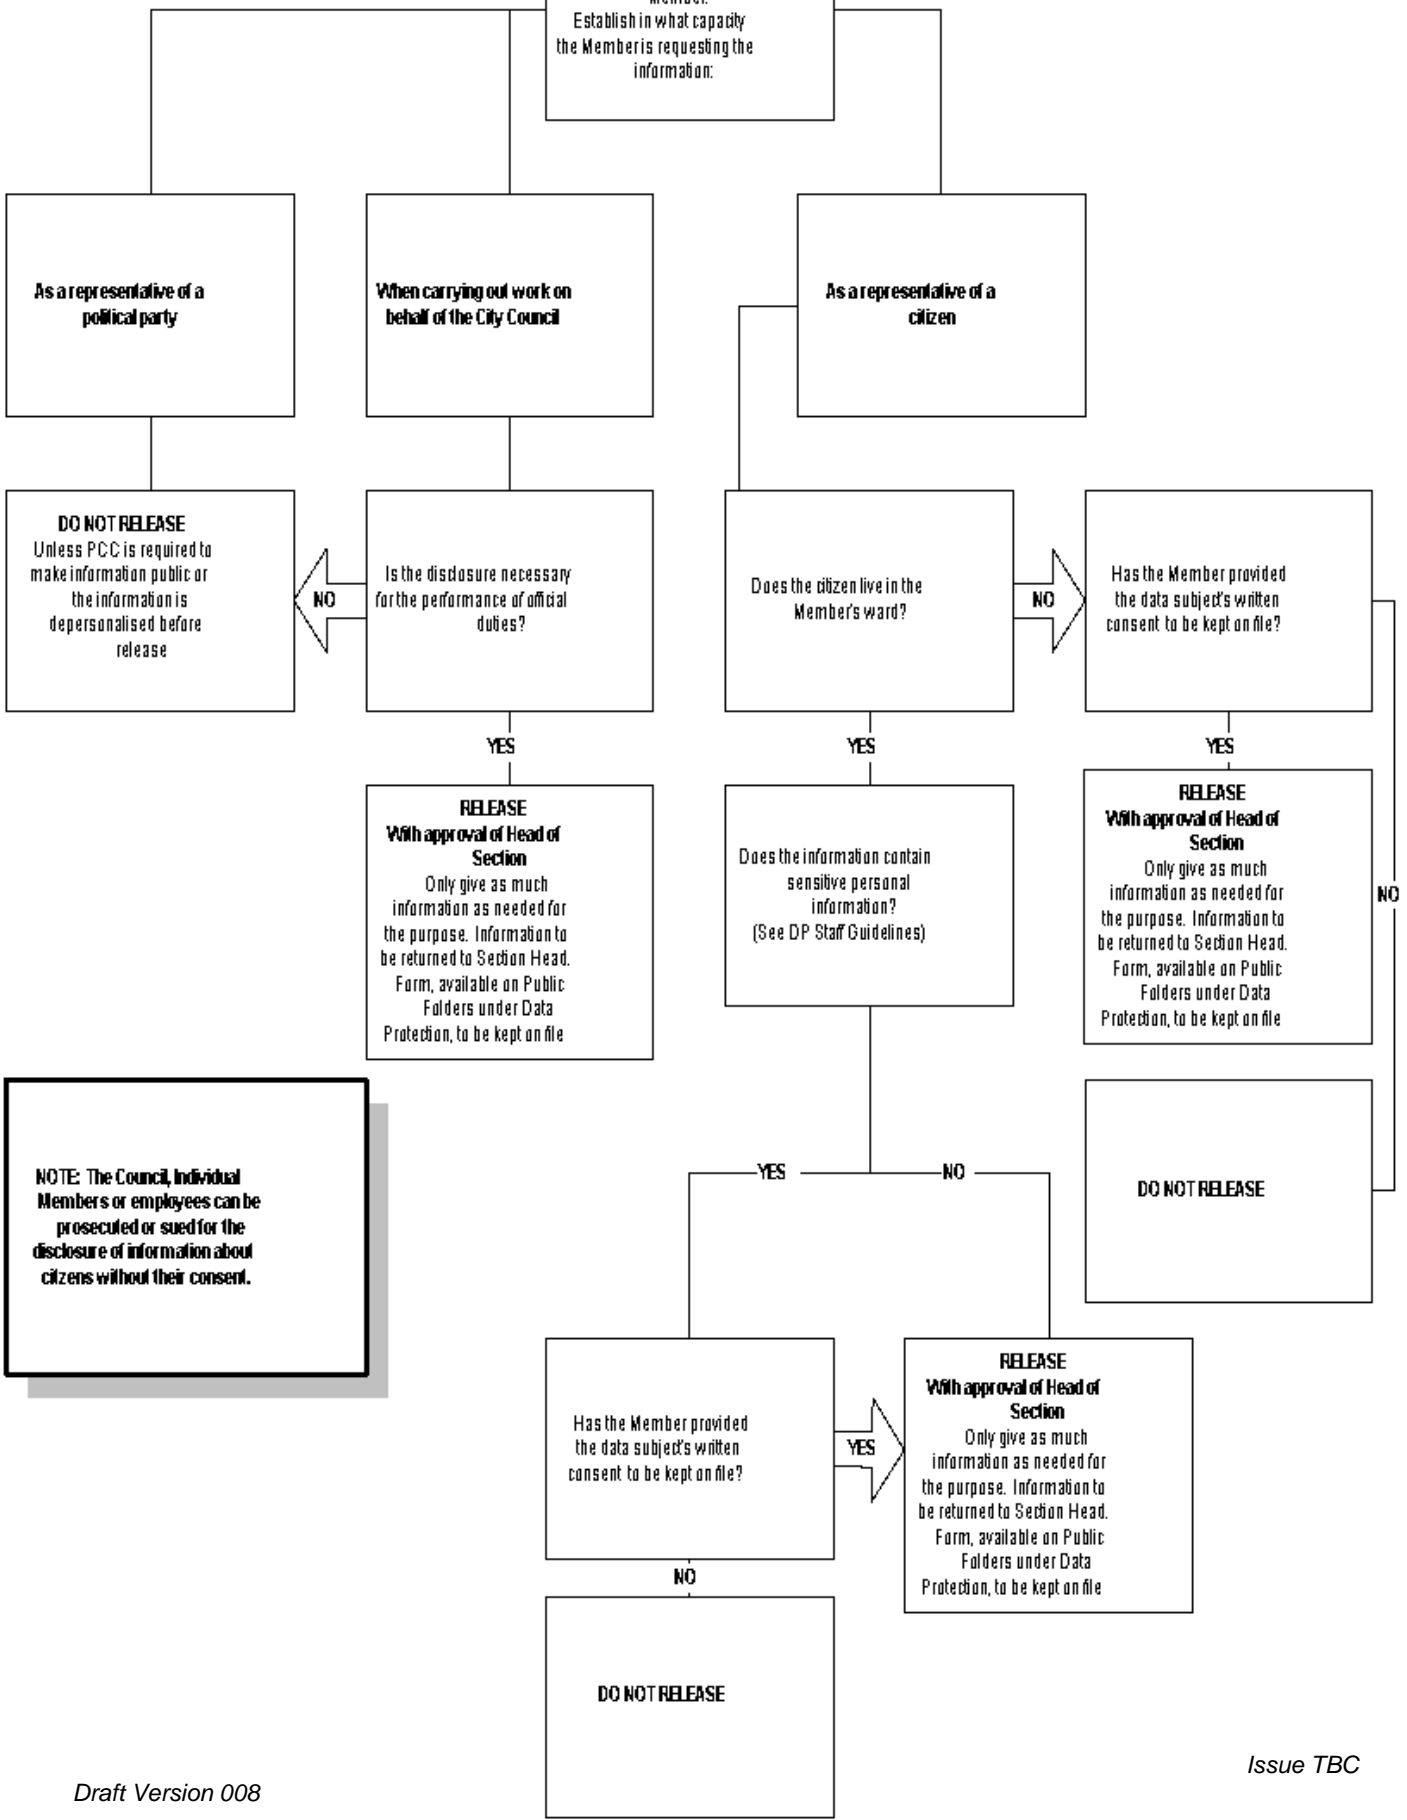 Member.
Establish in what capacity
the Member is requesting the
information:
As a representative of a
political party
When carrying out work on
behalf of the City Council
As a representative of a
citizen
DO NOT RELEASE
Unless PCC is required to
make information public or
the information is
depersonalised before
release
NO
Is the disclosure necessary
for the performance of official
duties?
Does the citizen live in the
Member's ward?
NO
Has the Member provided
the data subject's written
consent to be kept on file?
YES
YES
YES
RELEASE
With approval of Head of
Section
Only give as much
information as needed for
the purpose. Information to
be returned to Section Head.
Form, available on Public
Folders under Data
Protection, to be kept on file
Does the information contain
sensitive personal
information?
(See DP Staff Guidelines)
RELEASE
With approval of Head of
Section
Only give as much
information as needed for
the purpose. Information to
be returned to Section Head.
Form, available on Public
Folders under Data
Protection, to be kept on file
NO
NOTE: The Council, Individual
Members or employees can be
prosecuted or sued for the
disclosure of information about
citzens without their consent.
YES
NO
DO NOT RELEASE
Has the Member provided
the data subject's written
consent to be kept on file?
YES
RELEASE
With approval of Head of
Section
Only give as much
information as needed for
the purpose. Information to
be returned to Section Head.
Form, available on Public
Folders under Data
Protection, to be kept on file
NO
DO NOT RELEASE
Issue TBC
Draft Version 008